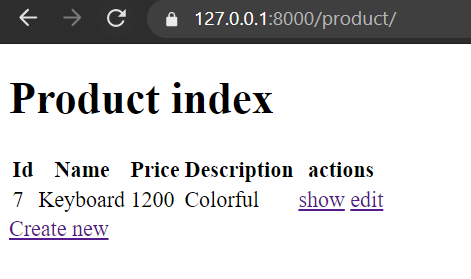 127.0.0.1:8000/product/
Product index
Id Name Price Description actions
7 Keyboard 1200 Colorful show edit
Create new